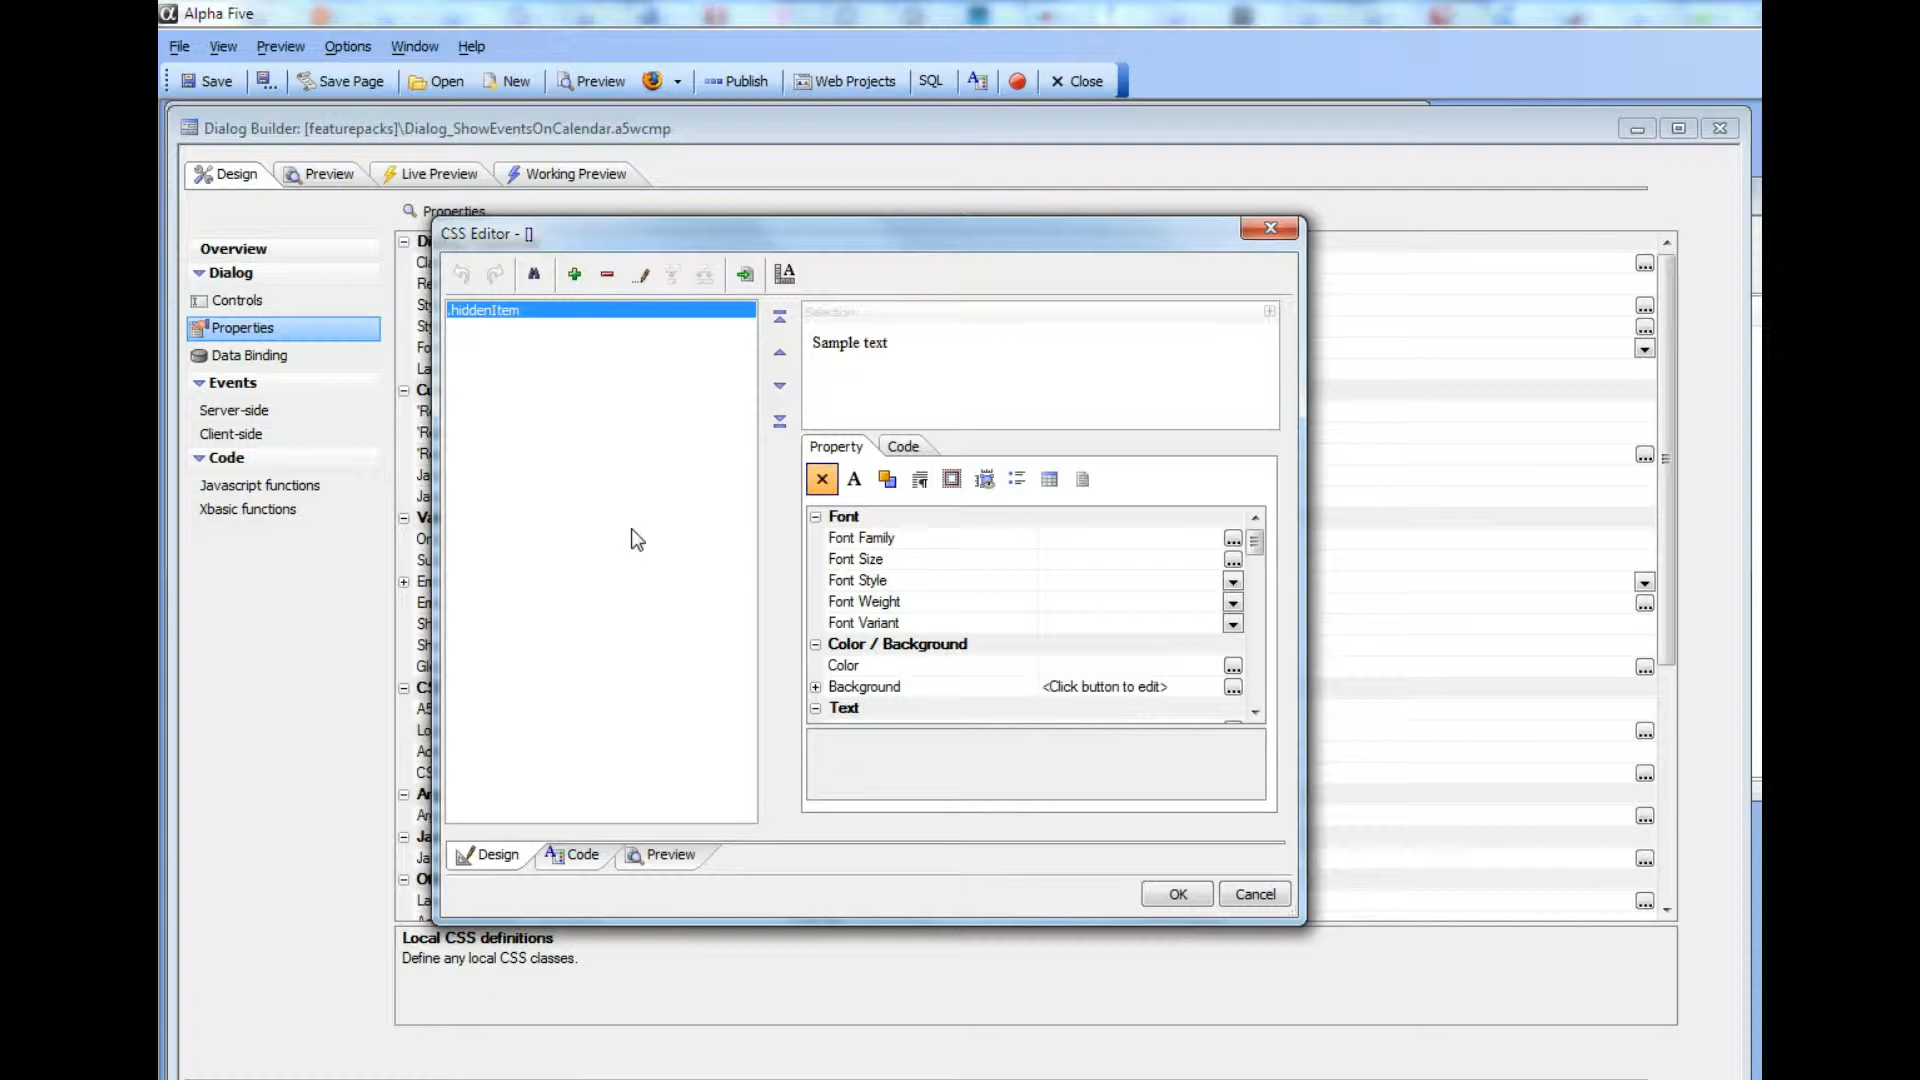 Alpha Five
File View Preview Options Window Help
Save Save Page Open New Preview Publish Web Projects SQL Close
Dialog Builder: [featurepacks]\Dialog_ShowEventsOnCalendar.a5wcmp
Design Preview Live Preview Working Preview
Properties
Overview
Dialog
Controls
Properties
Data Binding
Events
Server-side
Client-side
Code
Javascript functions
Xbasic functions
CSS Editor - []
.hiddenItem
Selection:
Sample text
Property Code
Font
Font Family
Font Size
Font Style
Font Weight
Font Variant
Color / Background
Color
Background <Click button to edit>
Text
Design Code Preview
OK Cancel
Local CSS definitions
Define any local CSS classes.